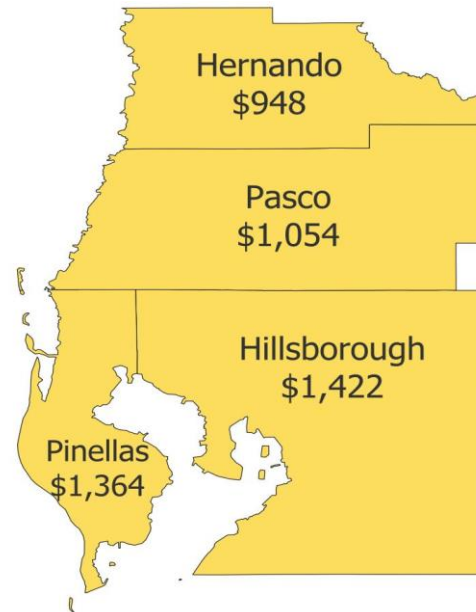 Hernando
$948
Pasco
$1,054
Hillsborough
$1,422
Pinellas
$1,364